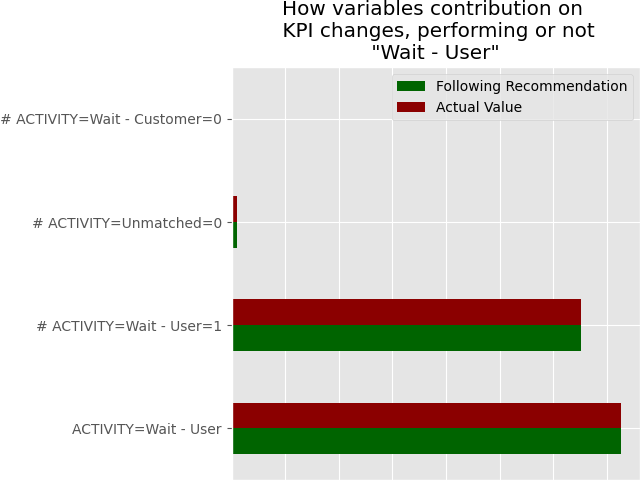 How variables contribution on
KPI changes, performing or not
"Wait - User"
Following Recommendation
Actual Value
# ACTIVITY=Wait - Customer=0
# ACTIVITY=Unmatched=0
# ACTIVITY=Wait - User=1
ACTIVITY=Wait - User